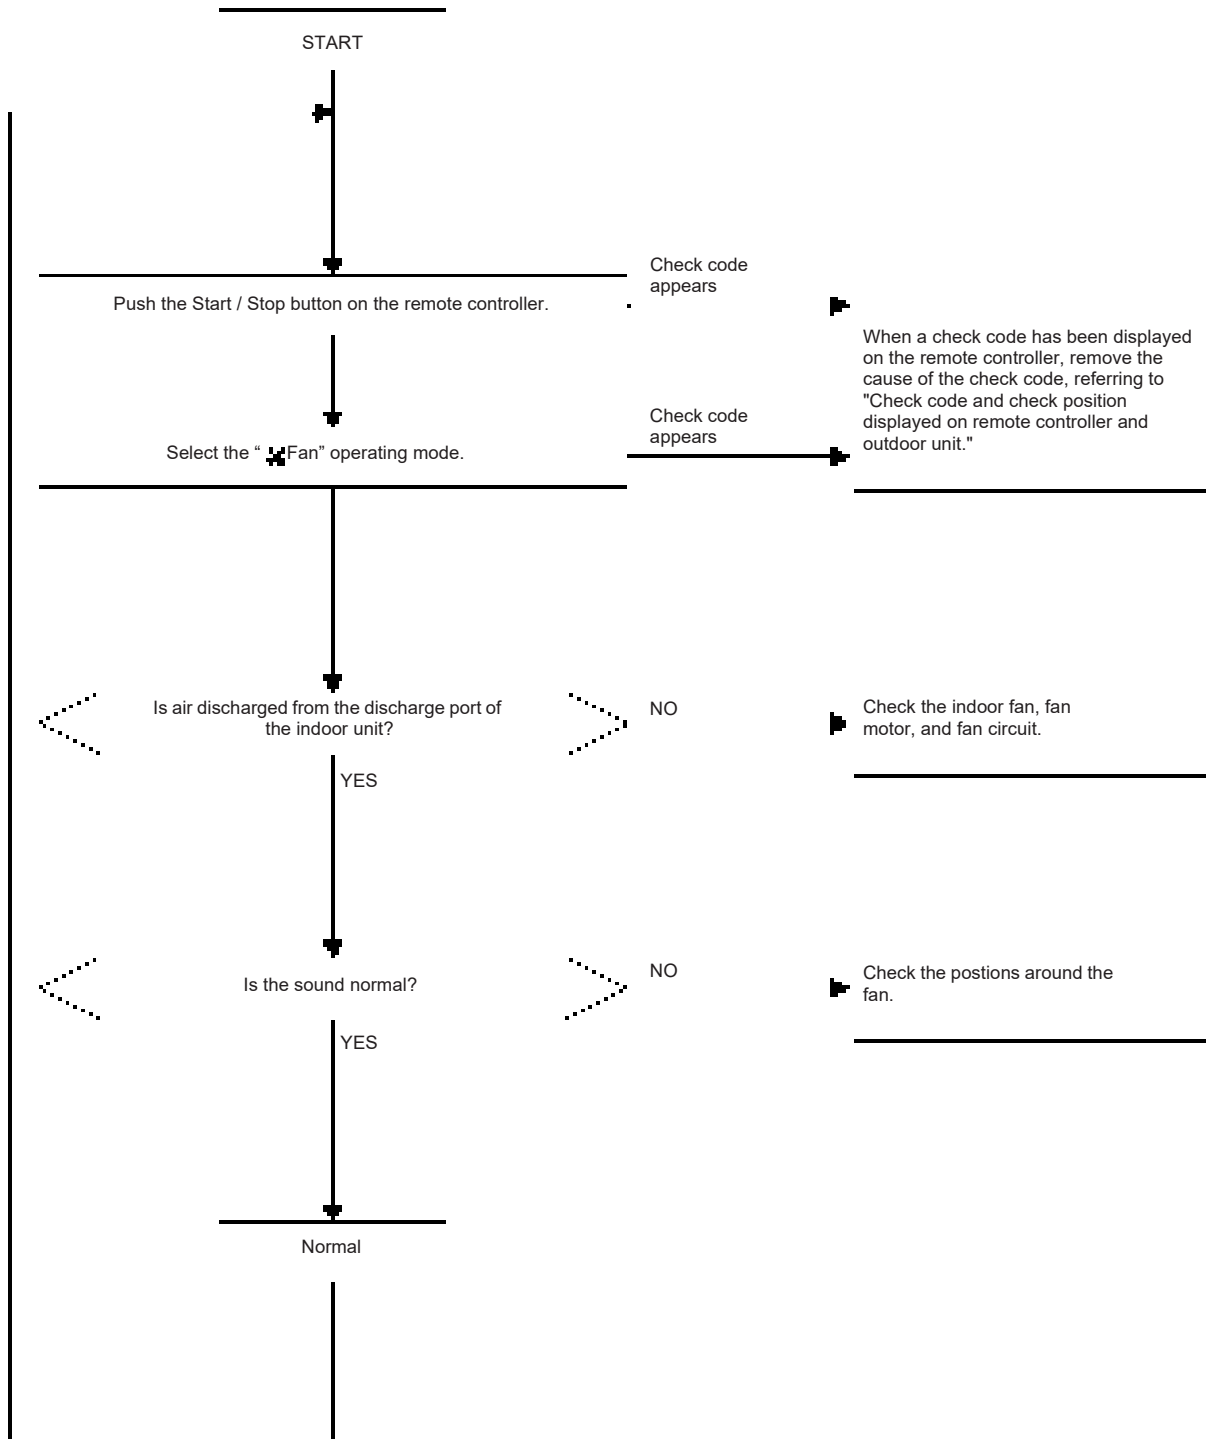 START
Check code
appears
Push the Start / Stop button on the remote controller.
When a check code has been displayed
on the remote controller, remove the
cause of the check code, referring to
"Check code and check position
displayed on remote controller and
outdoor unit."
Check code
appears
Select the “ Fan” operating mode.
Is air discharged from the discharge port of
the indoor unit?
NO
Check the indoor fan, fan
motor, and fan circuit.
YES
Is the sound normal?
NO
Check the postions around the
fan.
YES
Normal